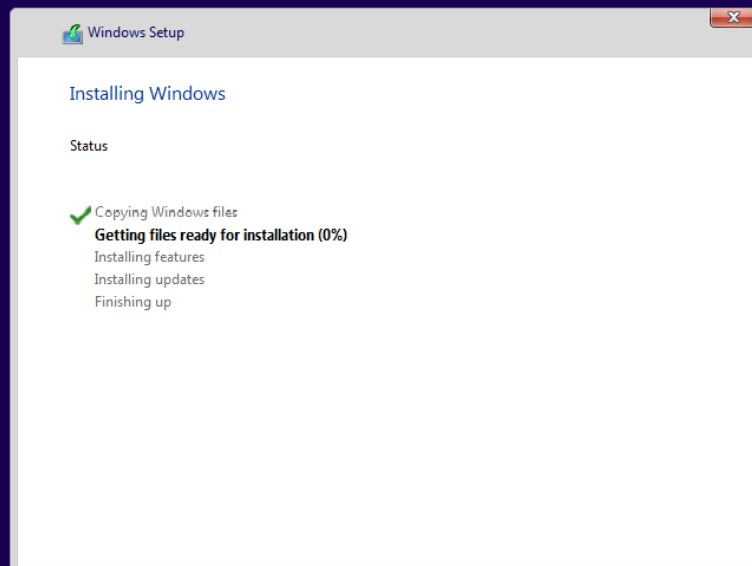 Windows Setup
Installing Windows
Status
Copying Windows files
Getting files ready for installation (0%)
Installing features
Installing updates
Finishing up